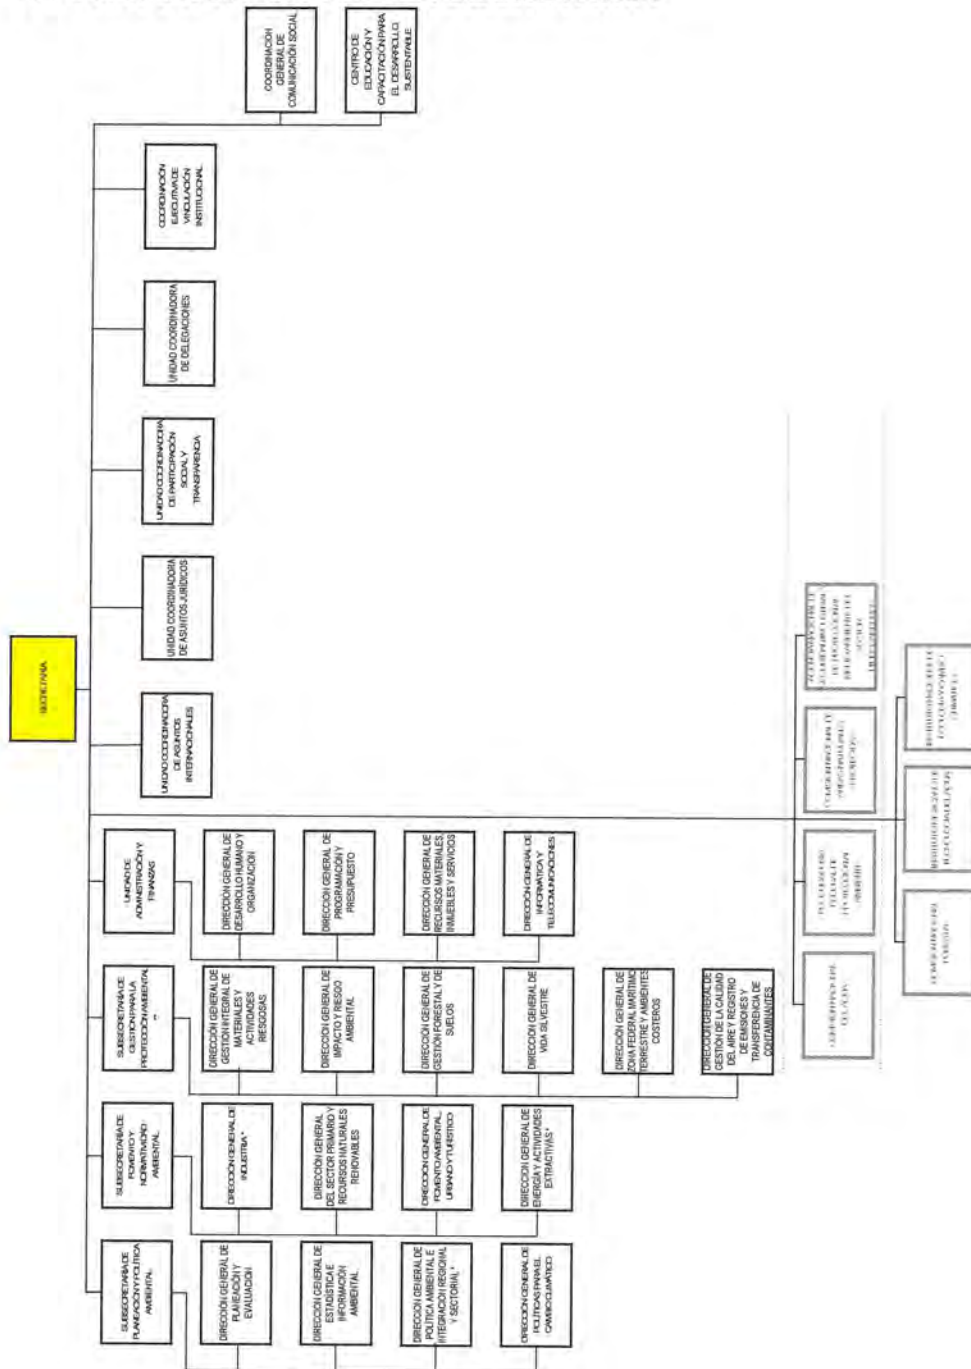 COORDINACIÓN
GENERAL DE
COMUNICACIÓN SOCIAL
CENTRO DE
EDUCACIÓN Y
CAPACITACIÓN PARA
EL DESARROLLO
SUSTENTABLE
COORDINACIÓN
EJECUTIVA DE
VINCULACIÓN
INSTITUCIONAL
UNIDAD COORDINADORA
DE DELEGACIONES
UNIDAD COORDINADORA
DE PARTICIPACIÓN
SOCIAL Y
TRANSPARENCIA
UNIDAD COORDINADORA
DE ASUNTOS JURÍDICOS
SECRETARÍA
UNIDAD COORDINADORA
DE ASUNTOS
INTERNACIONALES
UNIDAD DE
ADMINISTRACIÓN Y
FINANZAS
DIRECCIÓN GENERAL DE
DESARROLLO HUMANO Y
ORGANIZACIÓN
DIRECCIÓN GENERAL DE
PROGRAMACIÓN Y
PRESUPUESTO
DIRECCIÓN GENERAL DE
RECURSOS MATERIALES,
INMUEBLES Y SERVICIOS
DIRECCIÓN GENERAL DE
INFORMÁTICA Y
TELECOMUNICACIONES
SUBSECRETARÍA DE
GESTIÓN PARA LA
PROTECCIÓN AMBIENTAL
**
DIRECCIÓN GENERAL DE
GESTIÓN INTEGRAL DE
MATERIALES Y
ACTIVIDADES
RIESGOSAS
DIRECCIÓN GENERAL DE
IMPACTO Y RIESGO
AMBIENTAL
DIRECCIÓN GENERAL DE
GESTIÓN FORESTAL Y DE
SUELOS
DIRECCIÓN GENERAL DE
VIDA SILVESTRE
DIRECCIÓN GENERAL DE
ZONA FEDERAL MARÍTIMO
TERRESTRE Y AMBIENTES
COSTEROS
DIRECCIÓN GENERAL DE
GESTIÓN DE LA CALIDAD
DEL AIRE Y REGISTRO
DE EMISIONES Y
TRANSFERENCIA DE
CONTAMINANTES
SUBSECRETARÍA DE
FOMENTO Y
NORMATIVIDAD
AMBIENTAL
DIRECCIÓN GENERAL DE
INDUSTRIA *
DIRECCIÓN GENERAL
DEL SECTOR PRIMARIO Y
RECURSOS NATURALES
RENOVABLES
DIRECCIÓN GENERAL DE
FOMENTO AMBIENTAL,
URBANO Y TURÍSTICO
DIRECCIÓN GENERAL DE
ENERGÍA Y ACTIVIDADES
EXTRACTIVAS *
SUBSECRETARÍA DE
PLANEACIÓN Y POLÍTICA
AMBIENTAL
DIRECCIÓN GENERAL DE
PLANEACIÓN Y
EVALUACIÓN
DIRECCIÓN GENERAL DE
ESTADÍSTICA E
INFORMACIÓN
AMBIENTAL
DIRECCIÓN GENERAL DE
POLÍTICA AMBIENTAL E
INTEGRACIÓN REGIONAL
Y SECTORIAL *
DIRECCIÓN GENERAL DE
POLÍTICAS PARA EL
CAMBIO CLIMÁTICO